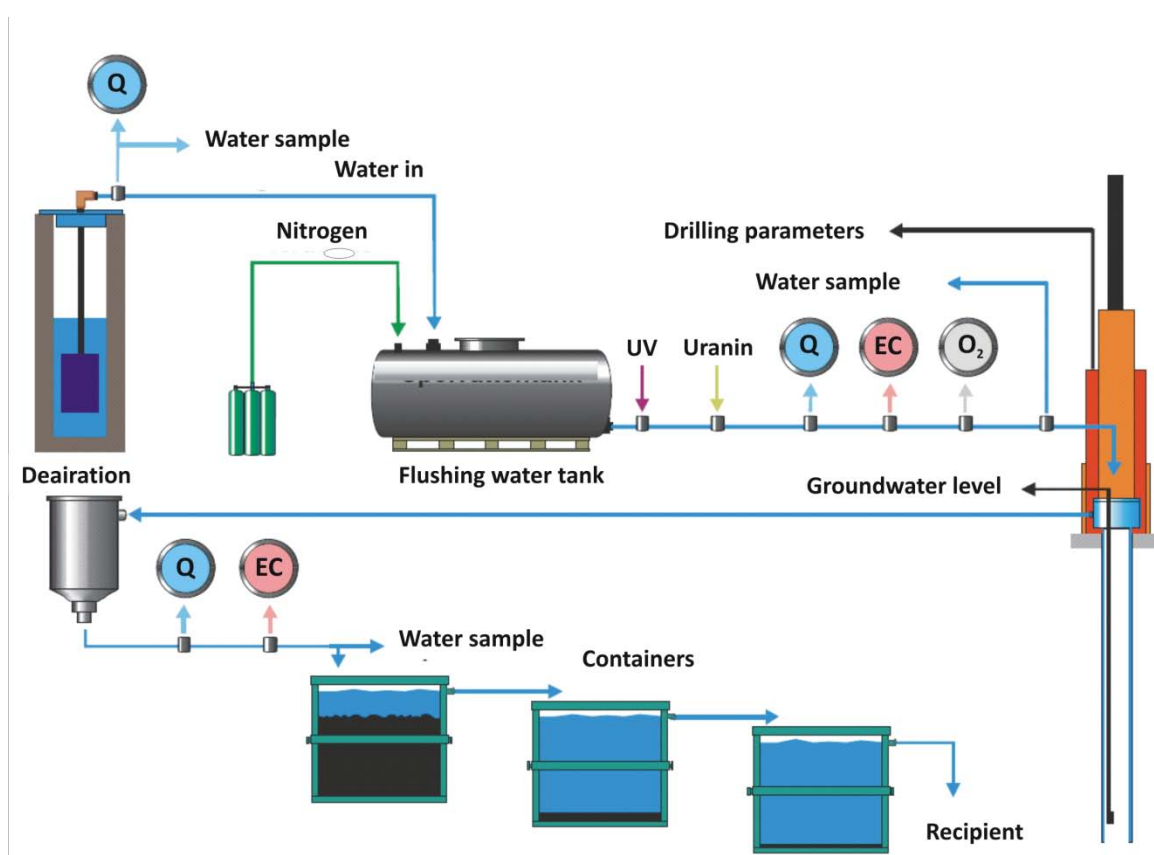 Q
Water sample
Water in
Nitrogen
Drilling parameters
Water sample
UV
Uranin
Q
EC
O₂
Deairation
Flushing water tank
Groundwater level
Q
EC
Water sample
Containers
Recipient